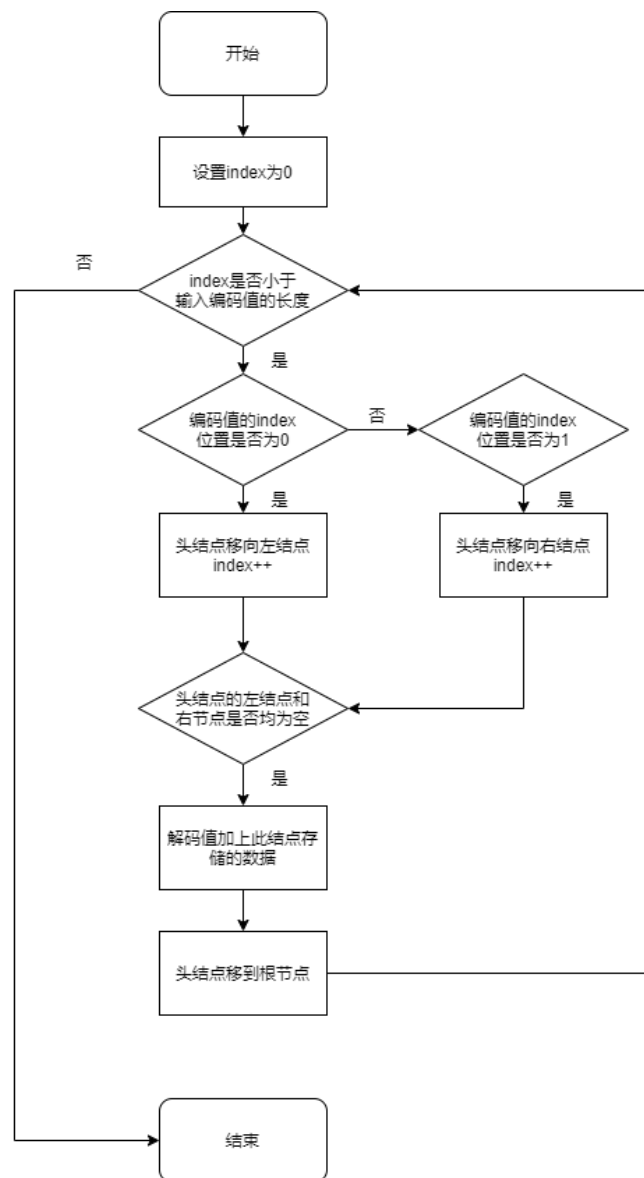 开始
设置index为0
否
index是否小于
输入编码值的长度
是
编码值的index
位置是否为0
否
编码值的index
位置是否为1
是
是
头结点移向左结点
index++
头结点移向右结点
index++
头结点的左结点和
右节点是否均为空
是
解码值加上此结点存
储的数据
头结点移到根节点
结束